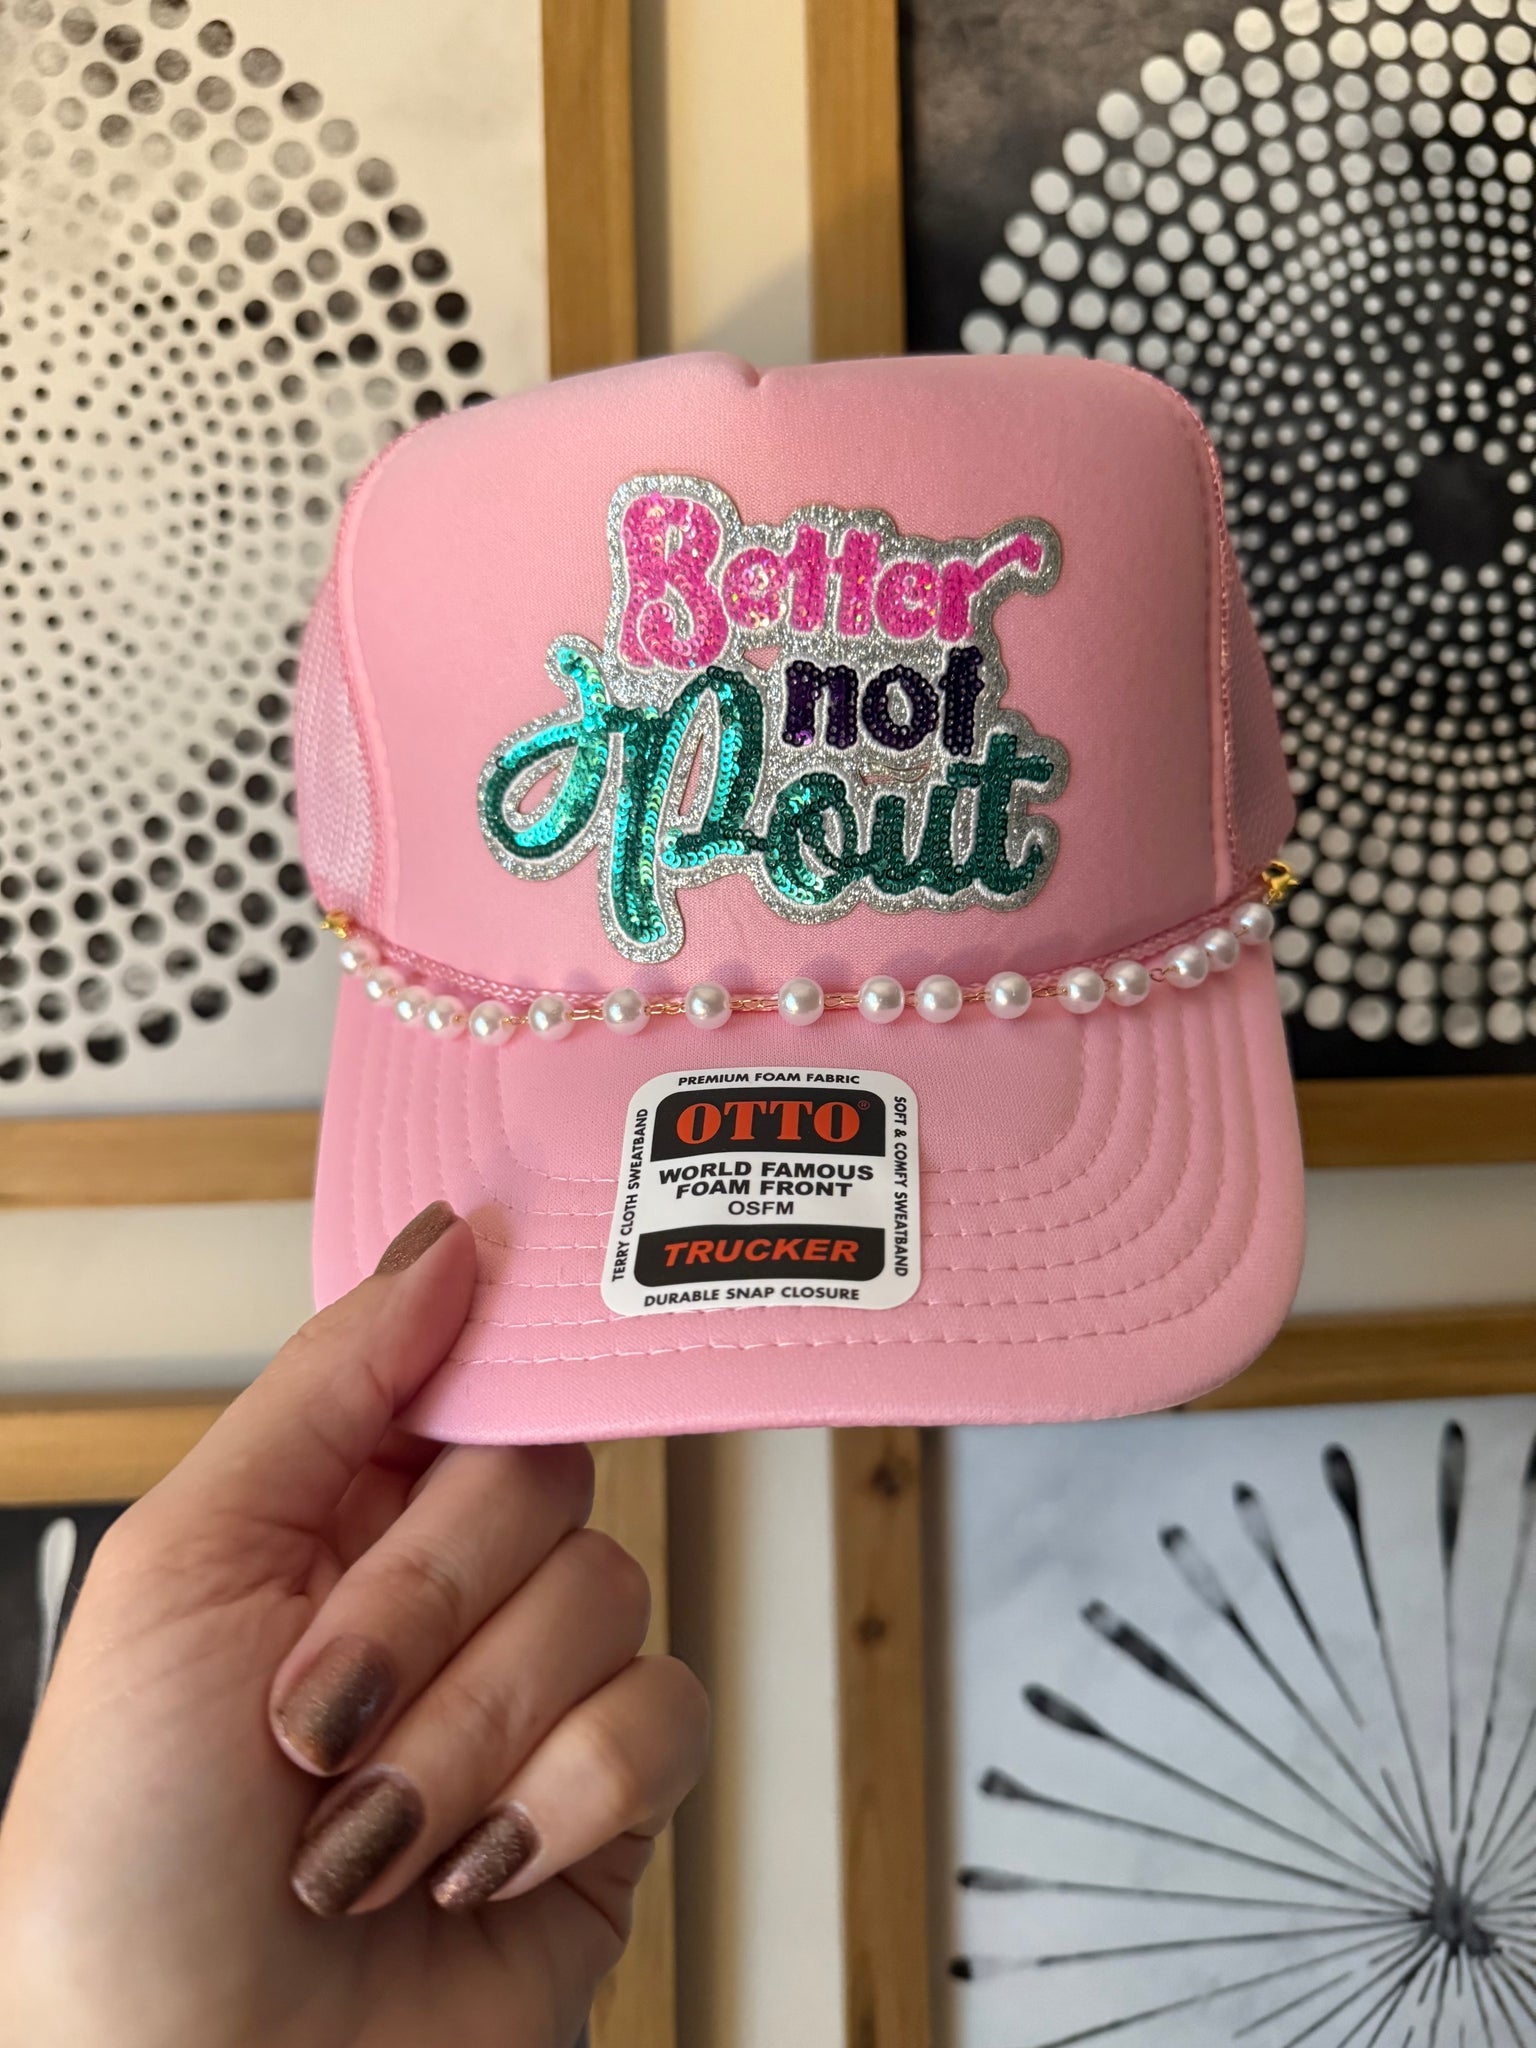 Better
not
Pout
PREMIUM FOAM FABRIC
OTTO®
WORLD FAMOUS
FOAM FRONT
OSFM
TRUCKER
DURABLE SNAP CLOSURE
TERRY CLOTH SWEATBAND
SOFT & COMFY SWEATBAND